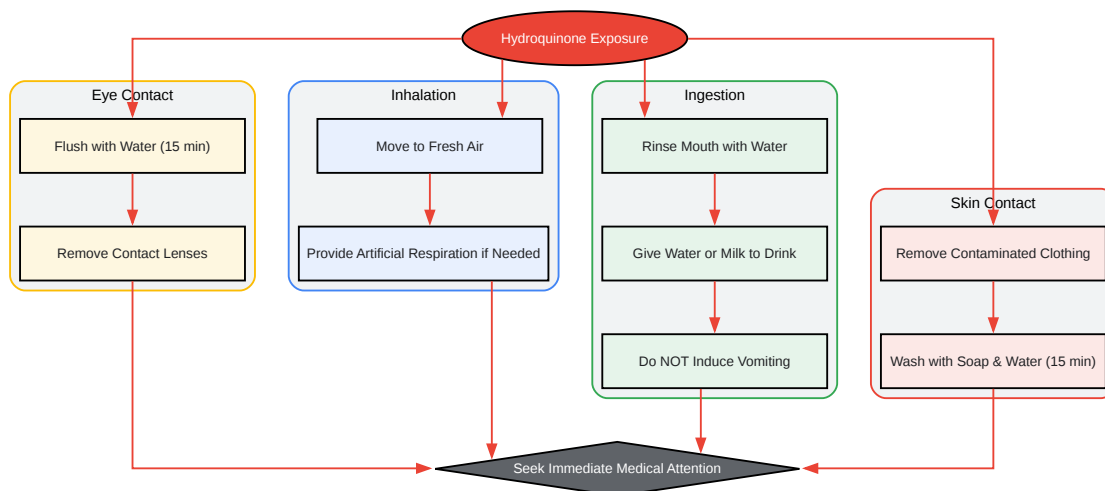 Hydroquinone Exposure
Eye Contact
Flush with Water (15 min)
Remove Contact Lenses
Inhalation
Move to Fresh Air
Provide Artificial Respiration if Needed
Ingestion
Rinse Mouth with Water
Give Water or Milk to Drink
Do NOT Induce Vomiting
Skin Contact
Remove Contaminated Clothing
Wash with Soap & Water (15 min)
Seek Immediate Medical Attention